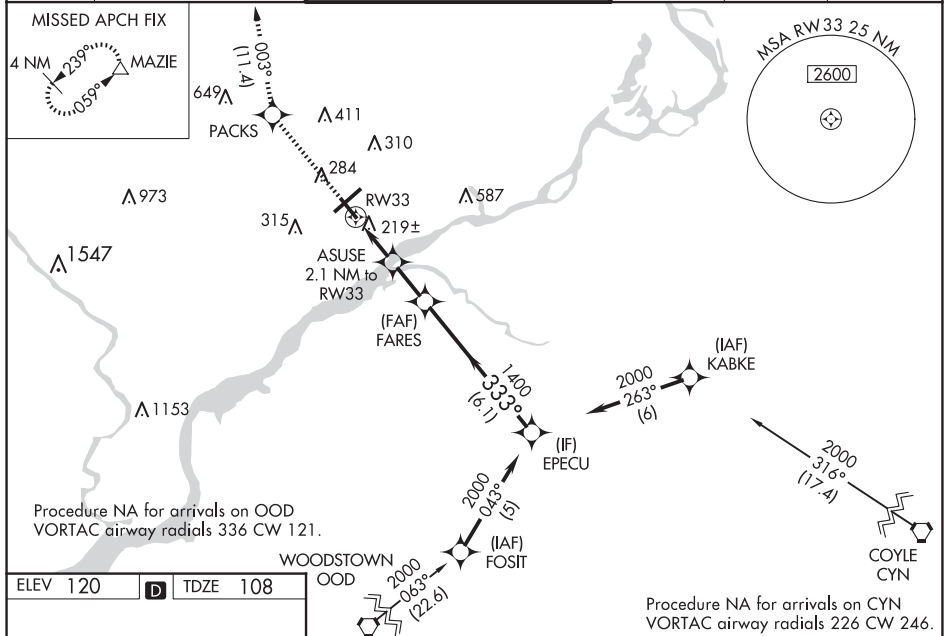 MISSED APCH FIX
4 NM
239°
059°
MAZIE
003°
(11.4)
649
PACKS
411
310
284
MSA RW33 25 NM
2600
973
RW33
587
315
219±
1547
ASUSE
2.1 NM to
RW33
(FAF)
FARES
1400
333°
(6.1)
(IAF)
KABKE
2000
263°
(6)
1153
(IF)
EPECU
2000
316°
(17.4)
Procedure NA for arrivals on OOD
VORTAC airway radials 336 CW 121.
2000
043°
(5)
(IAF)
FOSIT
WOODSTOWN
OOD
2000
063°
(22.6)
COYLE
CYN
ELEV 120
D
TDZE 108
Procedure NA for arrivals on CYN
VORTAC airway radials 226 CW 246.